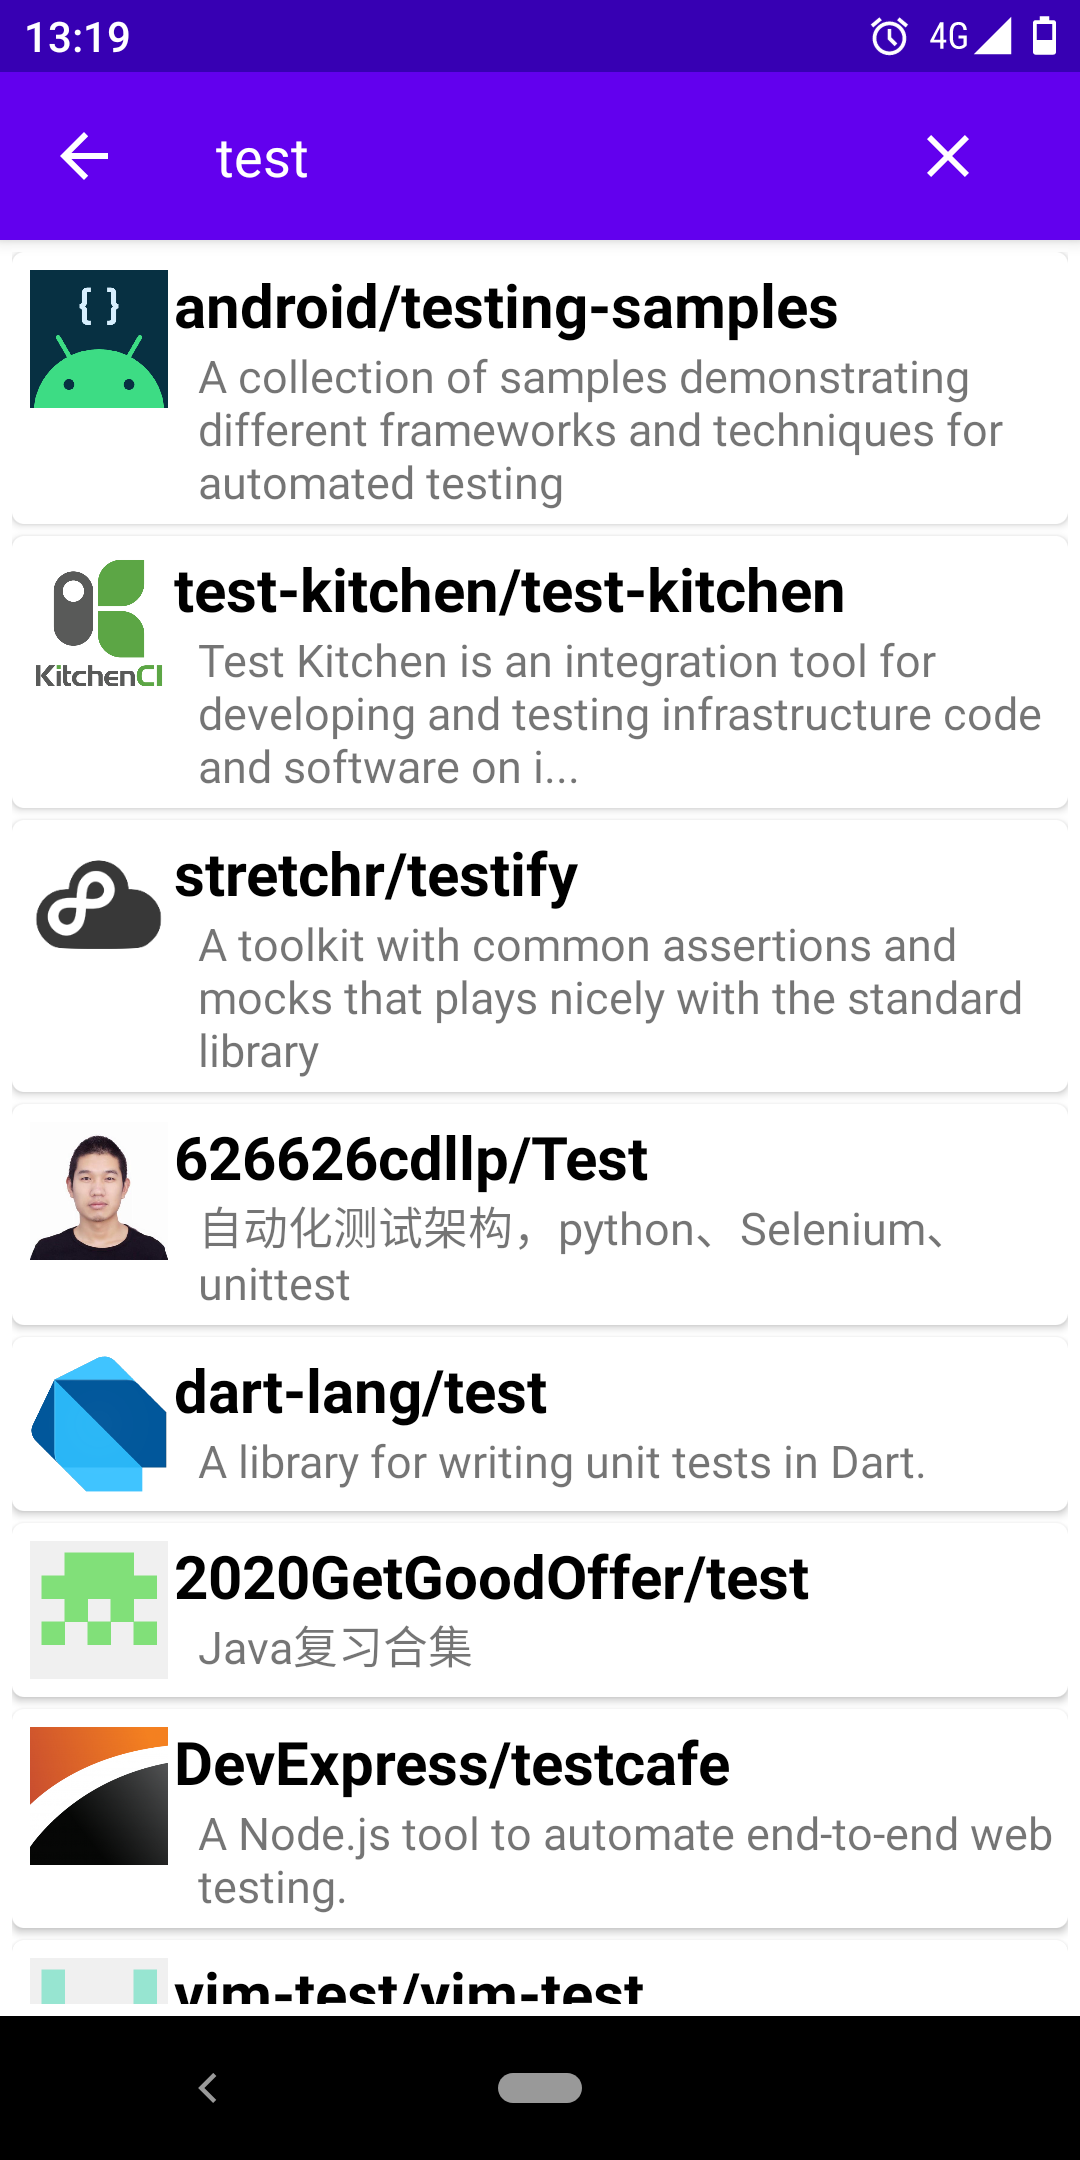 13:19
4G
test
{ }
android/testing-samples
A collection of samples demonstrating
different frameworks and techniques for
automated testing
test-kitchen/test-kitchen
KitchenCI
Test Kitchen is an integration tool for
developing and testing infrastructure code
and software on i...
stretchr/testify
A toolkit with common assertions and
mocks that plays nicely with the standard
library
626626cdllp/Test
自动化测试架构，python、Selenium、
unittest
dart-lang/test
A library for writing unit tests in Dart.
2020GetGoodOffer/test
Java复习合集
DevExpress/testcafe
A Node.js tool to automate end-to-end web
testing.
vim-test/vim-test